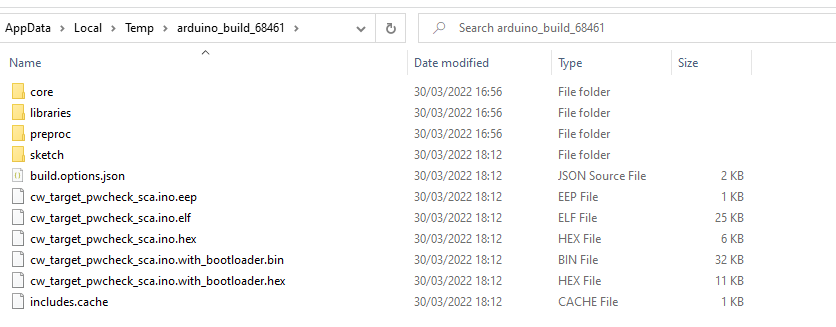 AppData > Local > Temp > arduino_build_68461 > Search arduino_build_68461
Name Date modified Type Size
core 30/03/2022 16:56 File folder
libraries 30/03/2022 16:56 File folder
preproc 30/03/2022 16:56 File folder
sketch 30/03/2022 18:12 File folder
build.options.json 30/03/2022 18:12 JSON Source File 2 KB
cw_target_pwcheck_sca.ino.eep 30/03/2022 18:12 EEP File 1 KB
cw_target_pwcheck_sca.ino.elf 30/03/2022 18:12 ELF File 25 KB
cw_target_pwcheck_sca.ino.hex 30/03/2022 18:12 HEX File 6 KB
cw_target_pwcheck_sca.ino.with_bootloader.bin 30/03/2022 18:12 BIN File 32 KB
cw_target_pwcheck_sca.ino.with_bootloader.hex 30/03/2022 18:12 HEX File 11 KB
includes.cache 30/03/2022 18:12 CACHE File 1 KB